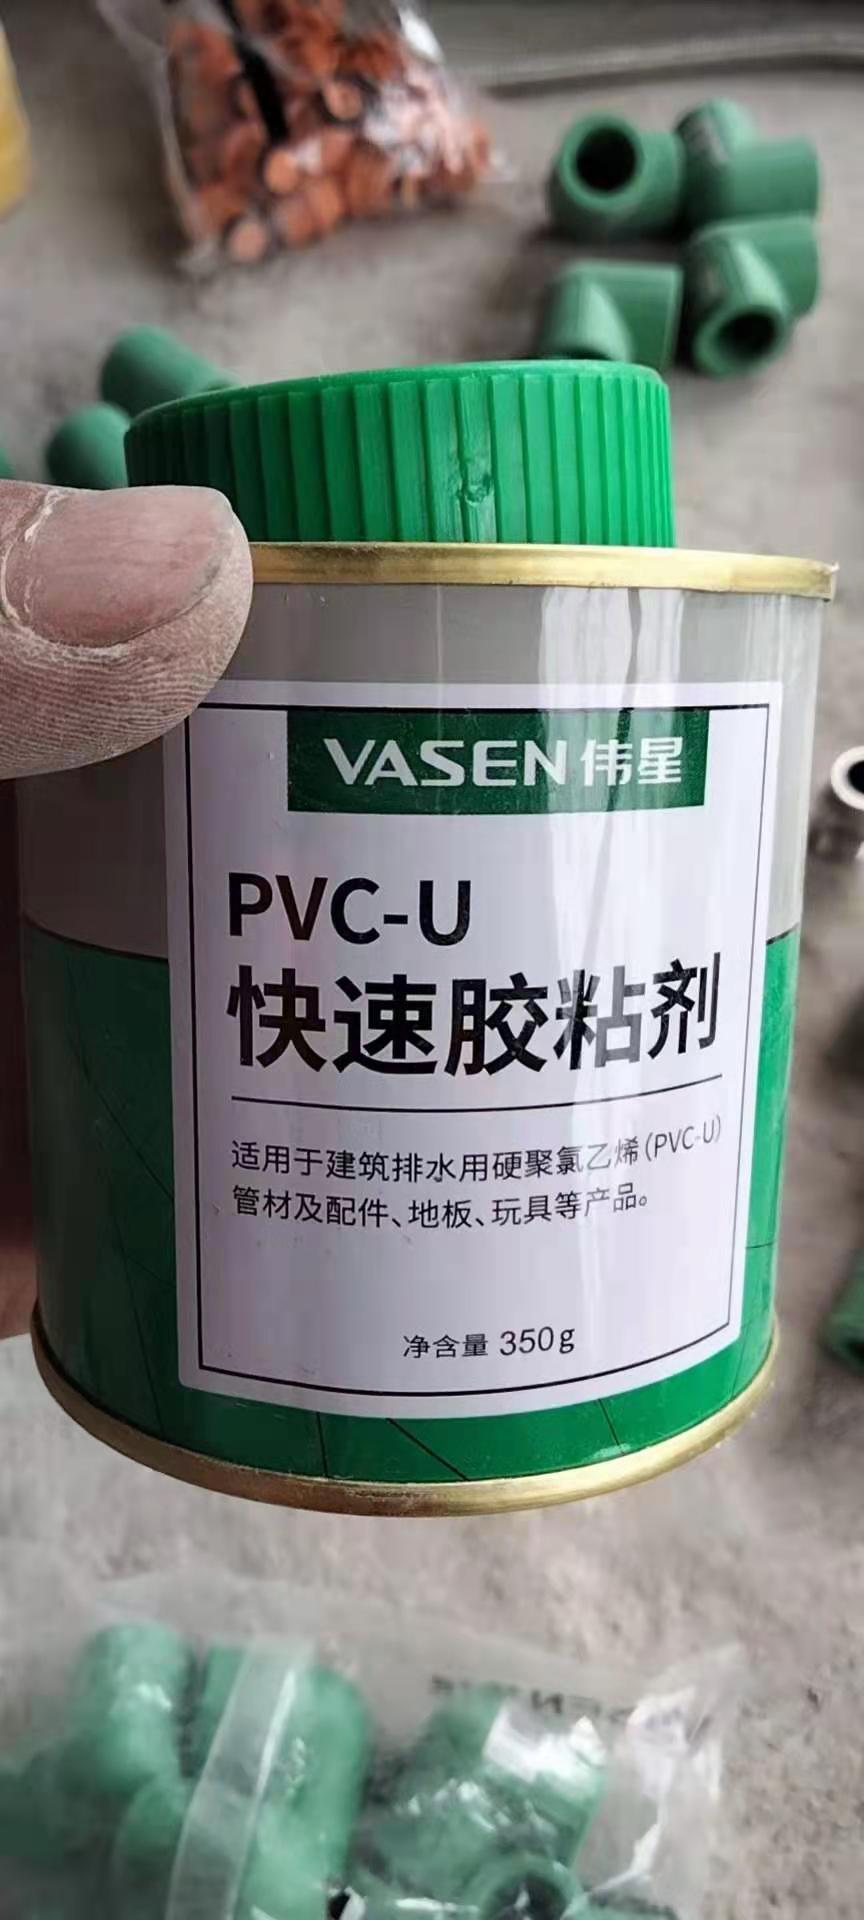 VASEN 伟星
PVC-U
快速胶粘剂
适用于建筑排水用硬聚氯乙烯(PVC-U)
管材及配件、地板、玩具等产品。
净含量 350g